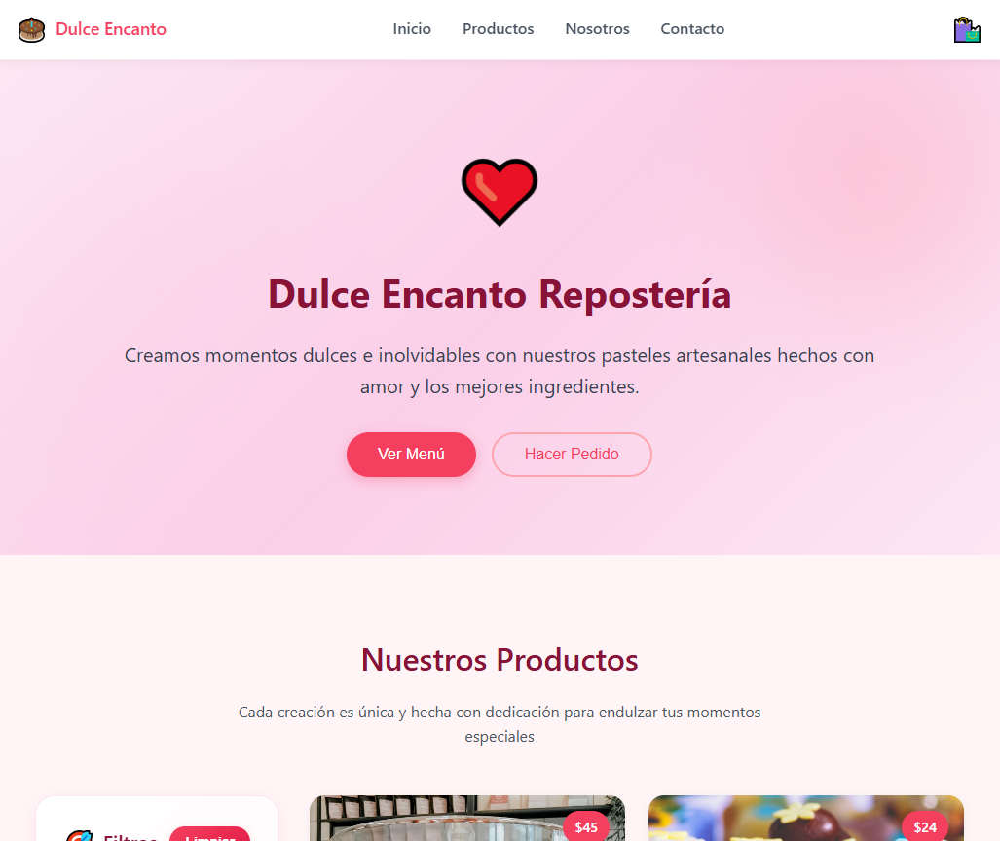 Dulce Encanto
Inicio
Productos
Nosotros
Contacto
Dulce Encanto Repostería
Creamos momentos dulces e inolvidables con nuestros pasteles artesanales hechos con
amor y los mejores ingredientes.
Ver Menú
Hacer Pedido
Nuestros Productos
Cada creación es única y hecha con dedicación para endulzar tus momentos
especiales
Filtros
Limpiar
$45
$24